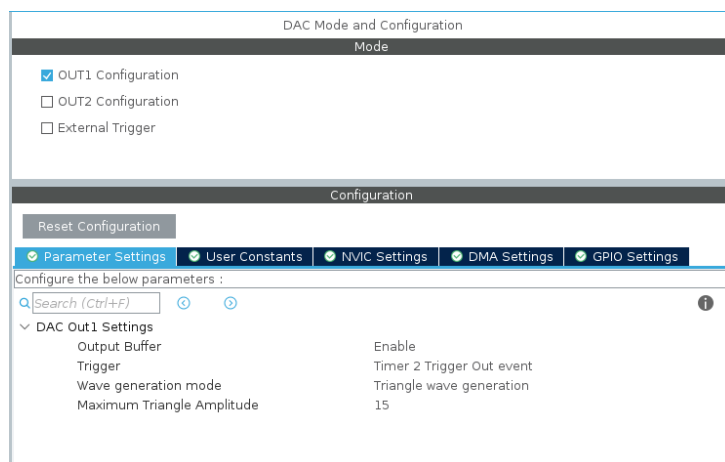 DAC Mode and Configuration
Mode
OUT1 Configuration
OUT2 Configuration
External Trigger
Configuration
Reset Configuration
Parameter Settings User Constants NVIC Settings DMA Settings GPIO Settings
Configure the below parameters :
Search (Ctrl+F)
DAC Out1 Settings
Output Buffer Enable
Trigger Timer 2 Trigger Out event
Wave generation mode Triangle wave generation
Maximum Triangle Amplitude 15